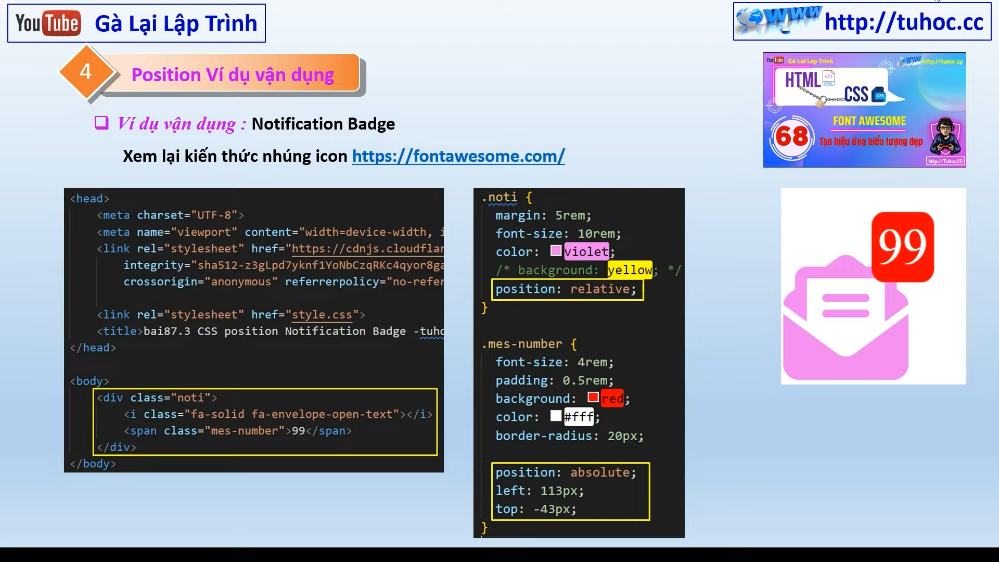 YouTube Gà Lại Lập Trình
WWW http://tuhoc.cc
4 Position Ví dụ vận dụng
Ví dụ vận dụng : Notification Badge
Xem lại kiến thức nhúng icon https://fontawesome.com/
YouTube Gà Lại Lập Trình http://tuhoc.cc
HTML
CSS
FONT AWESOME
68
Tạo hiệu ứng biểu tượng đẹp
http://Tuhoc.CC
<head>
<meta charset="UTF-8">
<meta name="viewport" content="width=device-width, i
<link rel="stylesheet" href="https://cdnjs.cloudflar
integrity="sha512-z3gLpd7yknf1YoNbCzqRKc4qyor8ga
crossorigin="anonymous" referrerpolicy="no-refer
<link rel="stylesheet" href="style.css">
<title>bai87.3 CSS position Notification Badge -tuho
</head>
<body>
<div class="noti">
<i class="fa-solid fa-envelope-open-text"></i>
<span class="mes-number">99</span>
</div>
</body>
.noti {
margin: 5rem;
font-size: 10rem;
color: violet;
/* background: yellow; */
position: relative;
}
.mes-number {
font-size: 4rem;
padding: 0.5rem;
background: red;
color: #fff;
border-radius: 20px;
position: absolute;
left: 113px;
top: -43px;
}
99